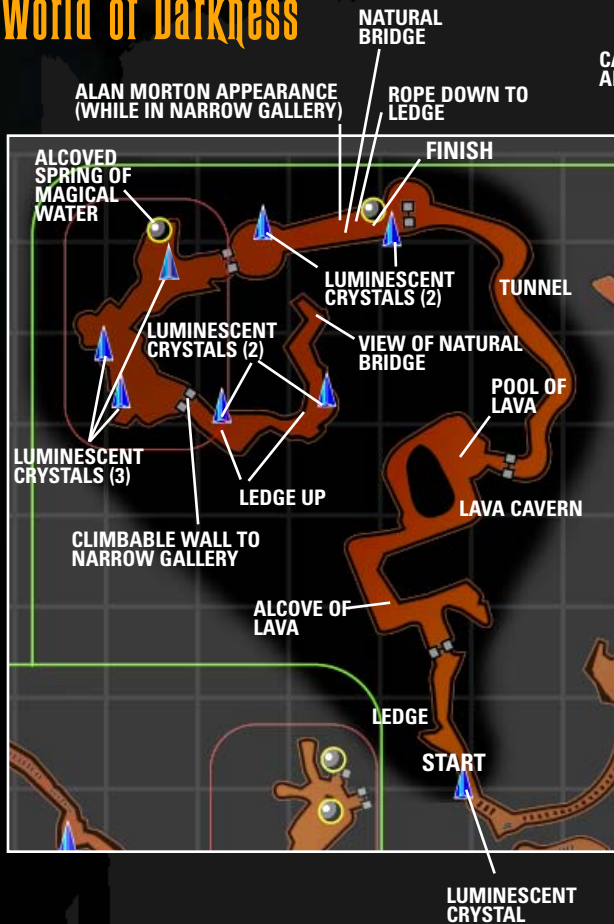 World of Darkness
NATURAL
BRIDGE
CA
A
ALAN MORTON APPEARANCE
(WHILE IN NARROW GALLERY)
ROPE DOWN TO
LEDGE
ALCOVED
SPRING OF
MAGICAL
WATER
FINISH
LUMINESCENT
CRYSTALS (2)
TUNNEL
LUMINESCENT
CRYSTALS (2)
VIEW OF NATURAL
BRIDGE
POOL OF
LAVA
LUMINESCENT
CRYSTALS (3)
LEDGE UP
LAVA CAVERN
CLIMBABLE WALL TO
NARROW GALLERY
ALCOVE OF
LAVA
LEDGE
START
LUMINESCENT
CRYSTAL